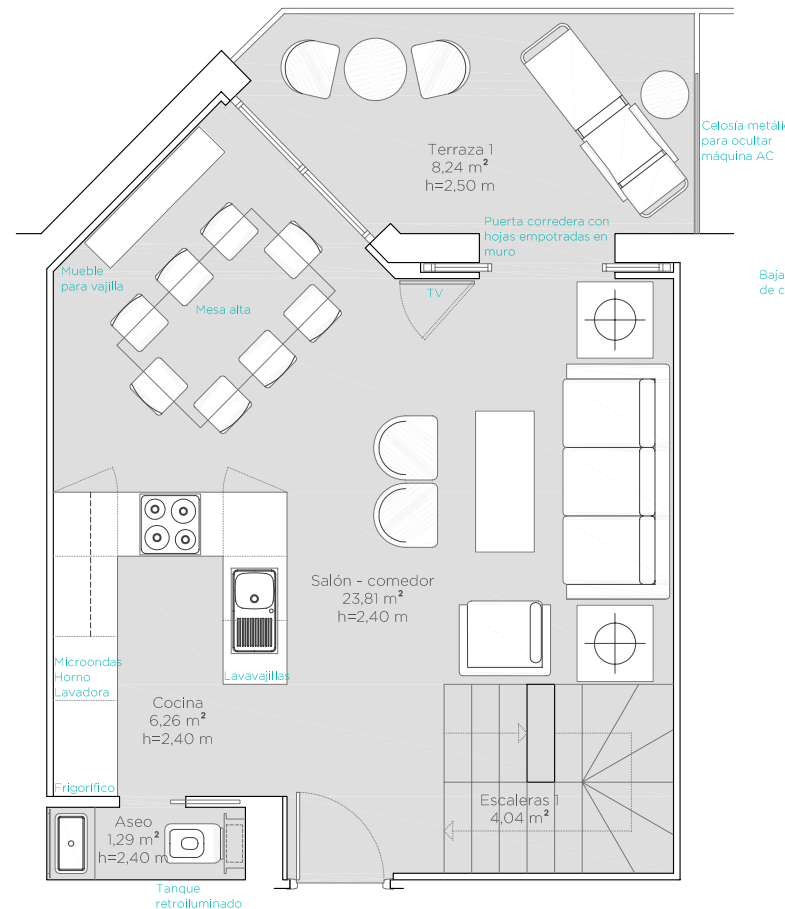 Terraza 1
8,24 m²
h=2,50 m
Celosía metáli
para ocultar
máquina AC
Puerta corredera con
hojas empotradas en
muro
Mueble
para vajilla
Mesa alta
TV
Baja
de c
Salón - comedor
23,81 m²
h=2,40 m
Microondas
Horno
Lavadora
Lavavajillas
Cocina
6,26 m²
h=2,40 m
Frigorífico
Escaleras 1
4,04 m²
Aseo
1,29 m²
h=2,40 m
Tanque
retroiluminado